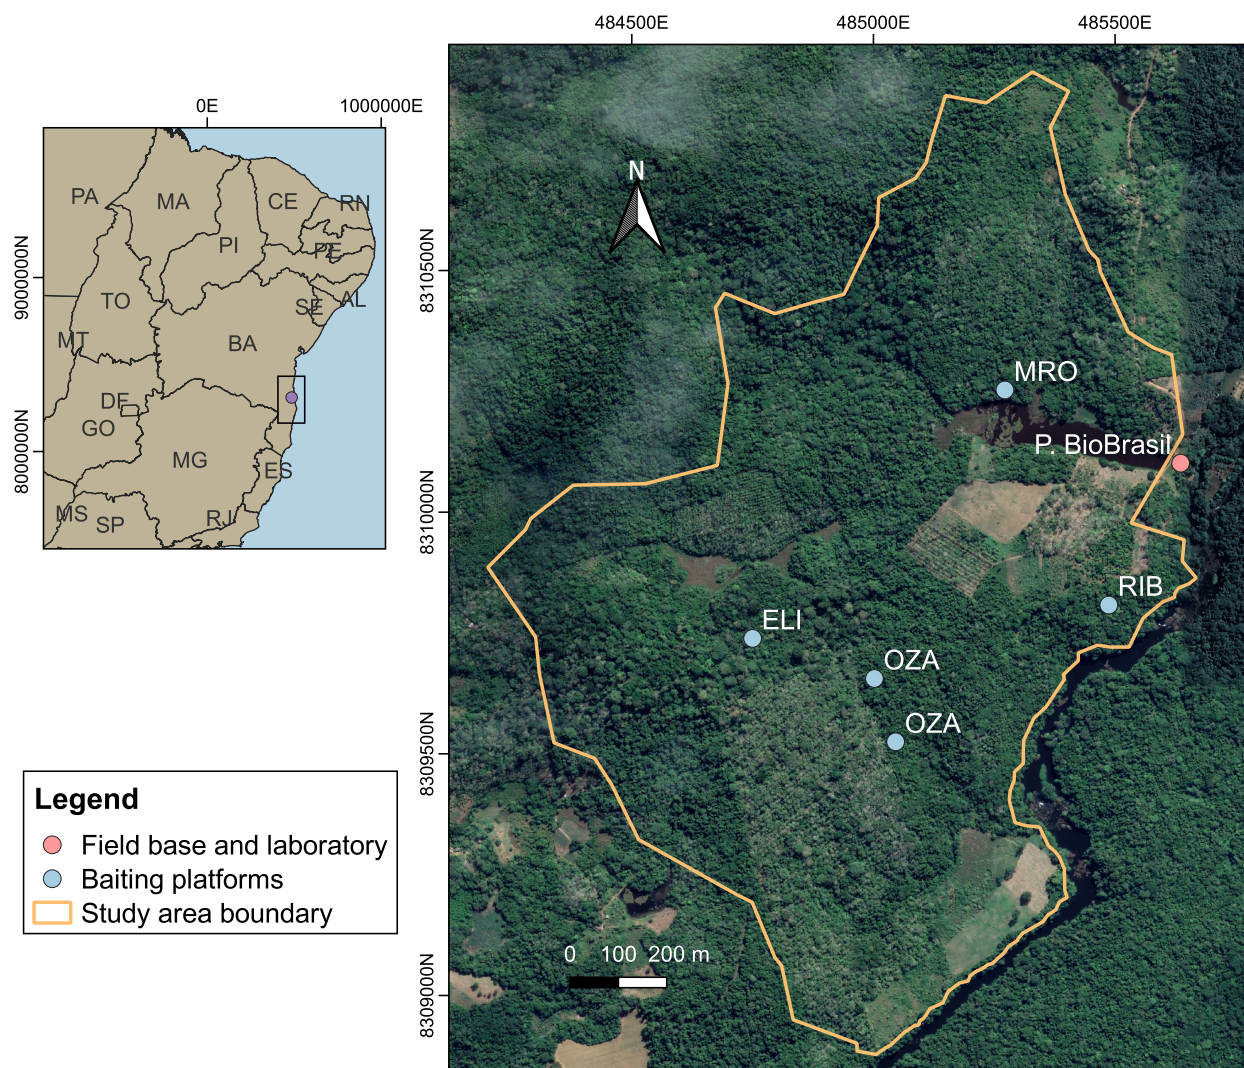 484500E 485000E 485500E
0E 1000000E
9000000N
8000000N
PA
MA
CE
RN
PI
PE
TO
SE
AL
MT
BA
DF
GO
MG
ES
MS
SP
RJ
8310500N
8310000N
8309500N
8309000N
N
MRO
P. BioBrasil
RIB
ELI
OZA
OZA
0 100 200 m
Legend
Field base and laboratory
Baiting platforms
Study area boundary